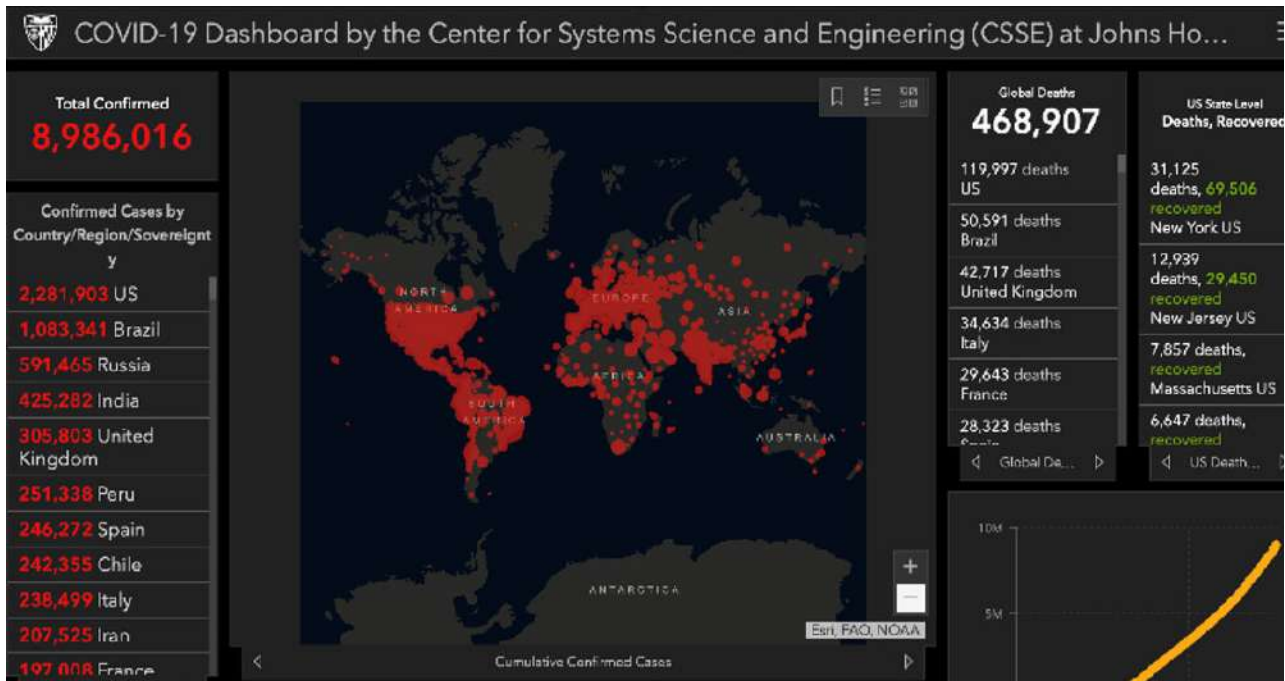 COVID-19 Dashboard by the Center for Systems Science and Engineering (CSSE) at Johns Ho...
Total Confirmed
8,986,016
Confirmed Cases by
Country/Region/Sovereignt
y
2,281,903 US
1,083,341 Brazil
591,465 Russia
425,282 India
305,803 United
Kingdom
251,338 Peru
246,272 Spain
242,355 Chile
238,499 Italy
207,525 Iran
197,008 France
NORTH
AMERICA
SOUTH
AMERICA
EUROPE
ASIA
AFRICA
AUSTRALIA
ANTARCTICA
+
−
Esri, FAO, NOAA
Cumulative Confirmed Cases
Global Deaths
468,907
119,997 deaths
US
50,591 deaths
Brazil
42,717 deaths
United Kingdom
34,634 deaths
Italy
29,643 deaths
France
28,323 deaths
Spain
Global De...
US State Level
Deaths, Recovered
31,125
deaths, 69,506
recovered
New York US
12,939
deaths, 29,450
recovered
New Jersey US
7,857 deaths,
recovered
Massachusetts US
6,647 deaths,
recovered
US Death...
10M
5M